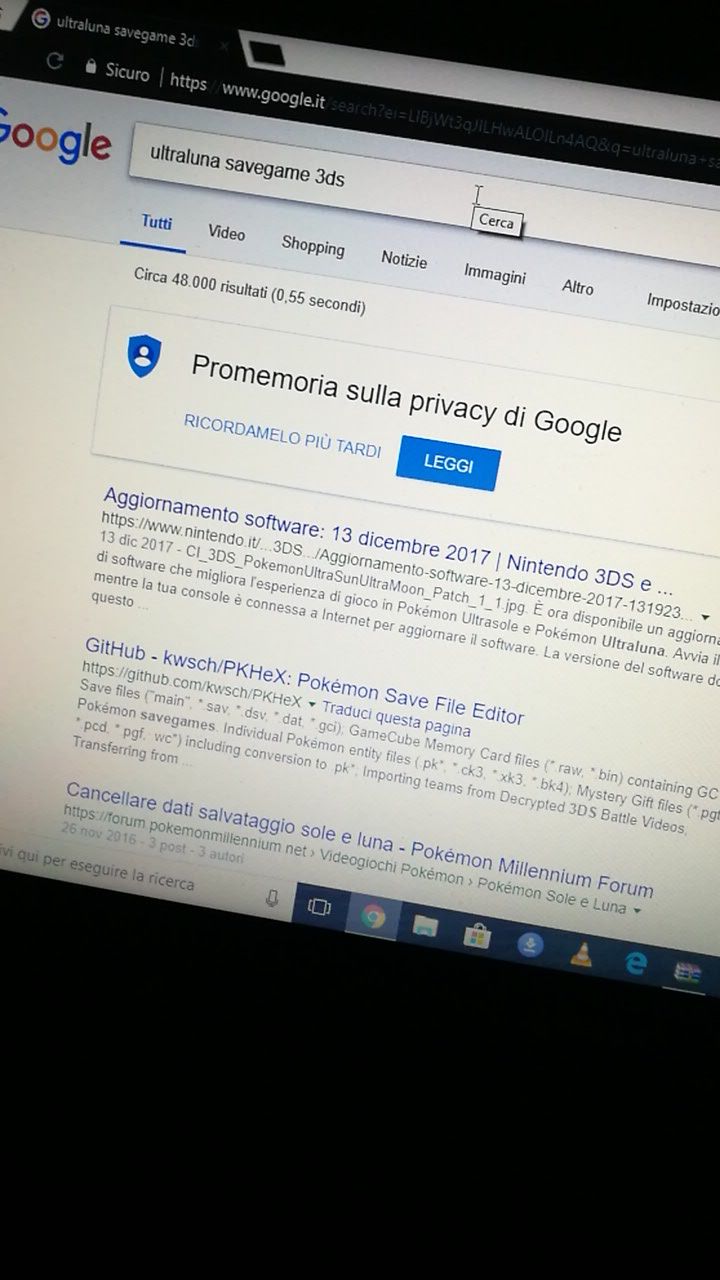 ultraluna savegame 3d
Sicuro | https://www.google.it/search?ei=
Google
ultraluna savegame 3ds
Cerca
Tutti Video Shopping Notizie Immagini Altro Impostazio
Circa 48.000 risultati (0,55 secondi)
Promemoria sulla privacy di Google
RICORDAMELO PIÙ TARDI LEGGI
Aggiornamento software: 13 dicembre 2017 | Nintendo 3DS e ...
https://www.nintendo.it/...3DS.../Aggiornamento-software-13-dicembre-2017-131923...
13 dic 2017 - CI_3DS_PokemonUltraSunUltraMoon_Patch_1_1.jpg. È ora disponibile un aggiorna
di software che migliora l'esperienza di gioco in Pokémon Ultrasole e Pokémon Ultraluna. Avvia il
mentre la tua console è connessa a Internet per aggiornare il software. La versione del software do
questo ...
GitHub - kwsch/PKHeX: Pokémon Save File Editor
https://github.com/kwsch/PKHeX Traduci questa pagina
Save files ("main", *.sav, *.dsv, *.dat, *.gci); GameCube Memory Card files (*.raw, *.bin) containing GC
Pokémon savegames. Individual Pokémon entity files (.pk*, *.ck3, *.xk3, *.bk4); Mystery Gift files (*.pgt
*.pcd, *.pgf, wc*) including conversion to .pk*; Importing teams from Decrypted 3DS Battle Videos;
Transferring from ...
Cancellare dati salvataggio sole e luna - Pokémon Millennium Forum
https://forum.pokemonmillennium.net › Videogiochi Pokémon › Pokémon Sole e Luna
26 nov 2016 - 3 post - 3 autori
ivi qui per eseguire la ricerca